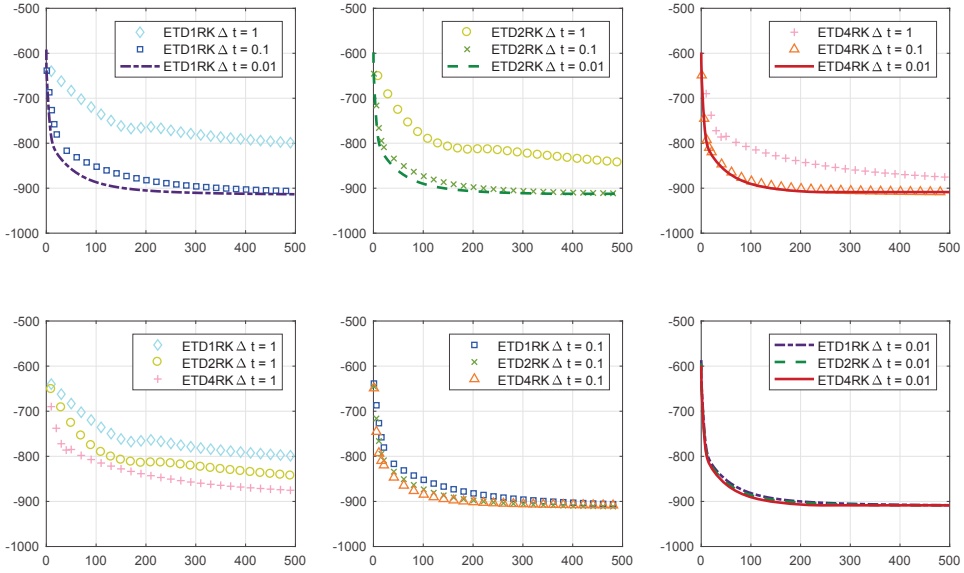 -500
-600
-700
-800
-900
-1000
0 100 200 300 400 500
ETD1RK Δ t = 1
ETD1RK Δ t = 0.1
ETD1RK Δ t = 0.01
-500
-600
-700
-800
-900
-1000
0 100 200 300 400 500
ETD2RK Δ t = 1
ETD2RK Δ t = 0.1
ETD2RK Δ t = 0.01
-500
-600
-700
-800
-900
-1000
0 100 200 300 400 500
ETD4RK Δ t = 1
ETD4RK Δ t = 0.1
ETD4RK Δ t = 0.01
-500
-600
-700
-800
-900
-1000
0 100 200 300 400 500
ETD1RK Δ t = 1
ETD2RK Δ t = 1
ETD4RK Δ t = 1
-500
-600
-700
-800
-900
-1000
0 100 200 300 400 500
ETD1RK Δ t = 0.1
ETD2RK Δ t = 0.1
ETD4RK Δ t = 0.1
-500
-600
-700
-800
-900
-1000
0 100 200 300 400 500
ETD1RK Δ t = 0.01
ETD2RK Δ t = 0.01
ETD4RK Δ t = 0.01